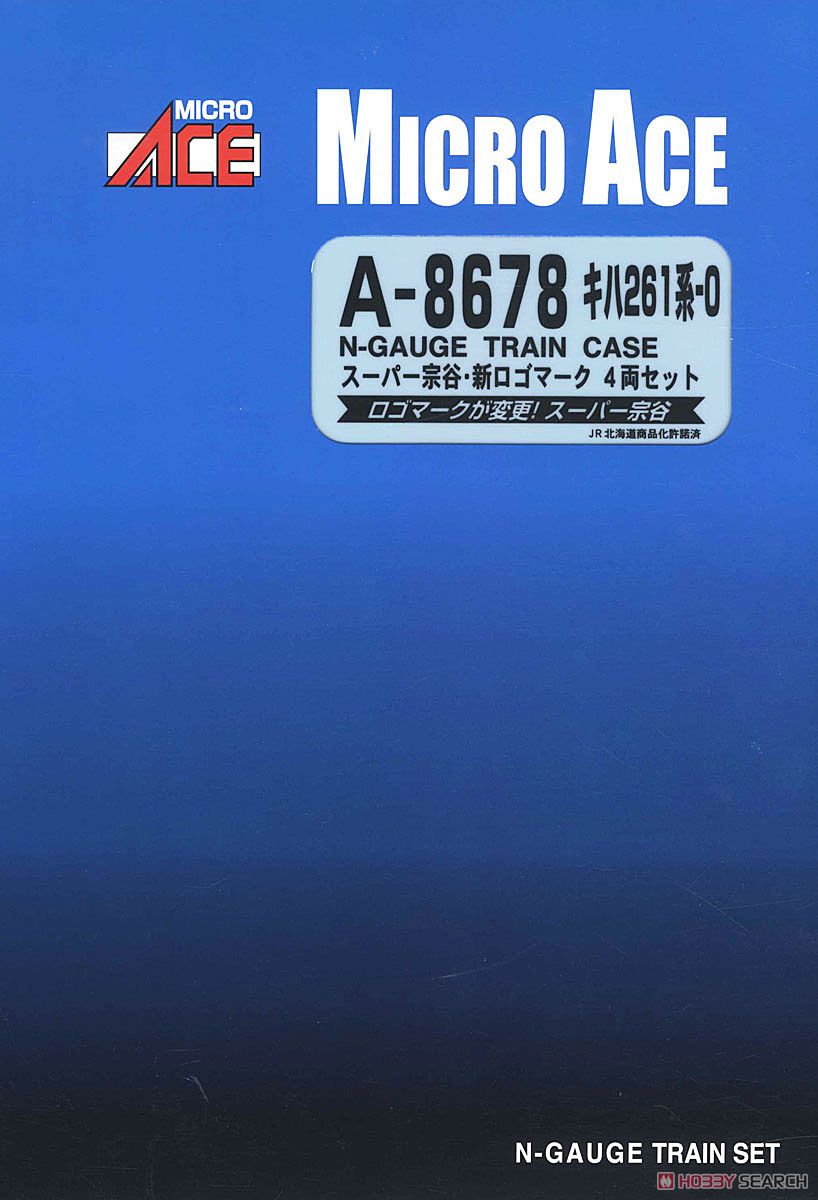 MICRO
ACE
MICRO ACE
A-8678 キハ261系-0
N-GAUGE TRAIN CASE
スーパー宗谷・新ロゴマーク 4両セット
ロゴマークが変更! スーパー宗谷
JR北海道商品化許諾済
N-GAUGE TRAIN SET
HOBBY SEARCH